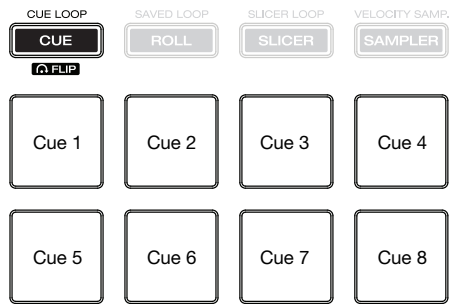 CUE LOOP SAVED LOOP SLICER LOOP VELOCITY SAMP.
CUE ROLL SLICER SAMPLER
FLIP
Cue 1 Cue 2 Cue 3 Cue 4
Cue 5 Cue 6 Cue 7 Cue 8